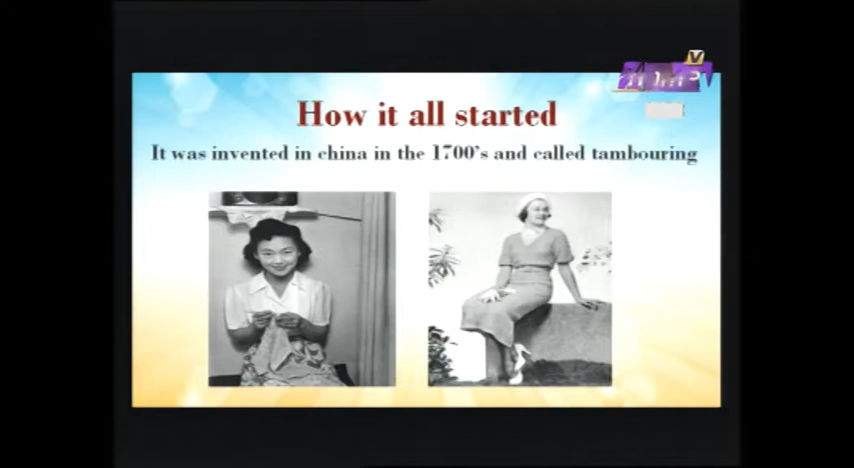 How it all started
It was invented in china in the 1700's and called tambouring